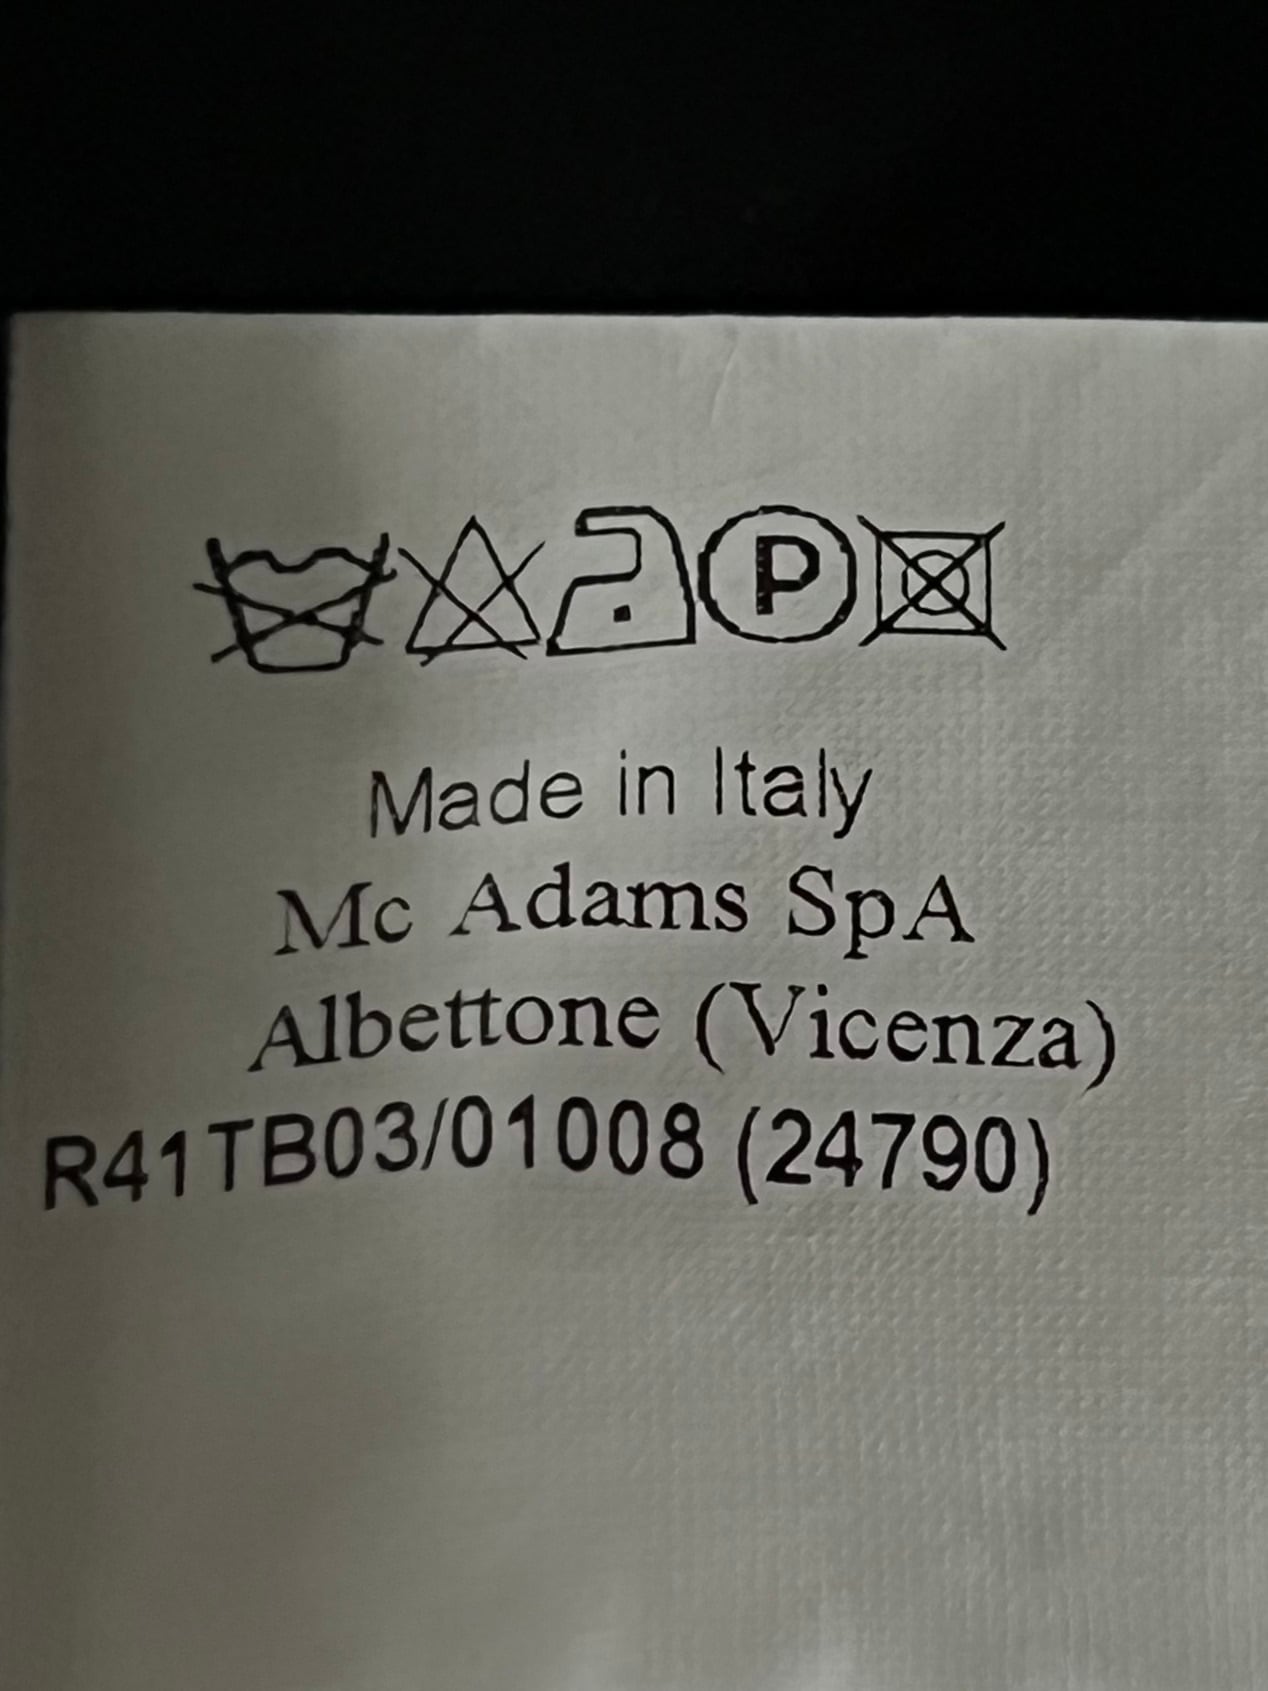 P
Made in Italy
Mc Adams SpA
Albettone (Vicenza)
R41TB03/01008 (24790)